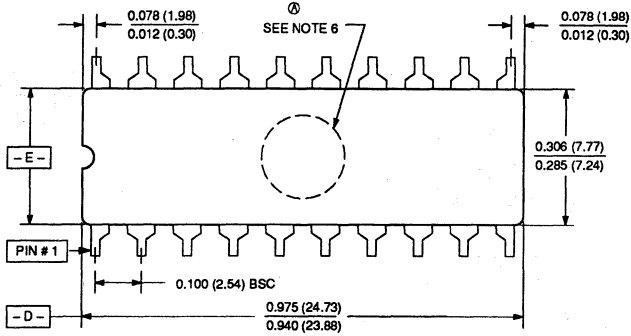 0.078 (1.98)
0.012 (0.30)
A
SEE NOTE 6
0.078 (1.98)
0.012 (0.30)
– E –
0.306 (7.77)
0.285 (7.24)
PIN # 1
0.100 (2.54) BSC
– D –
0.975 (24.73)
0.940 (23.88)